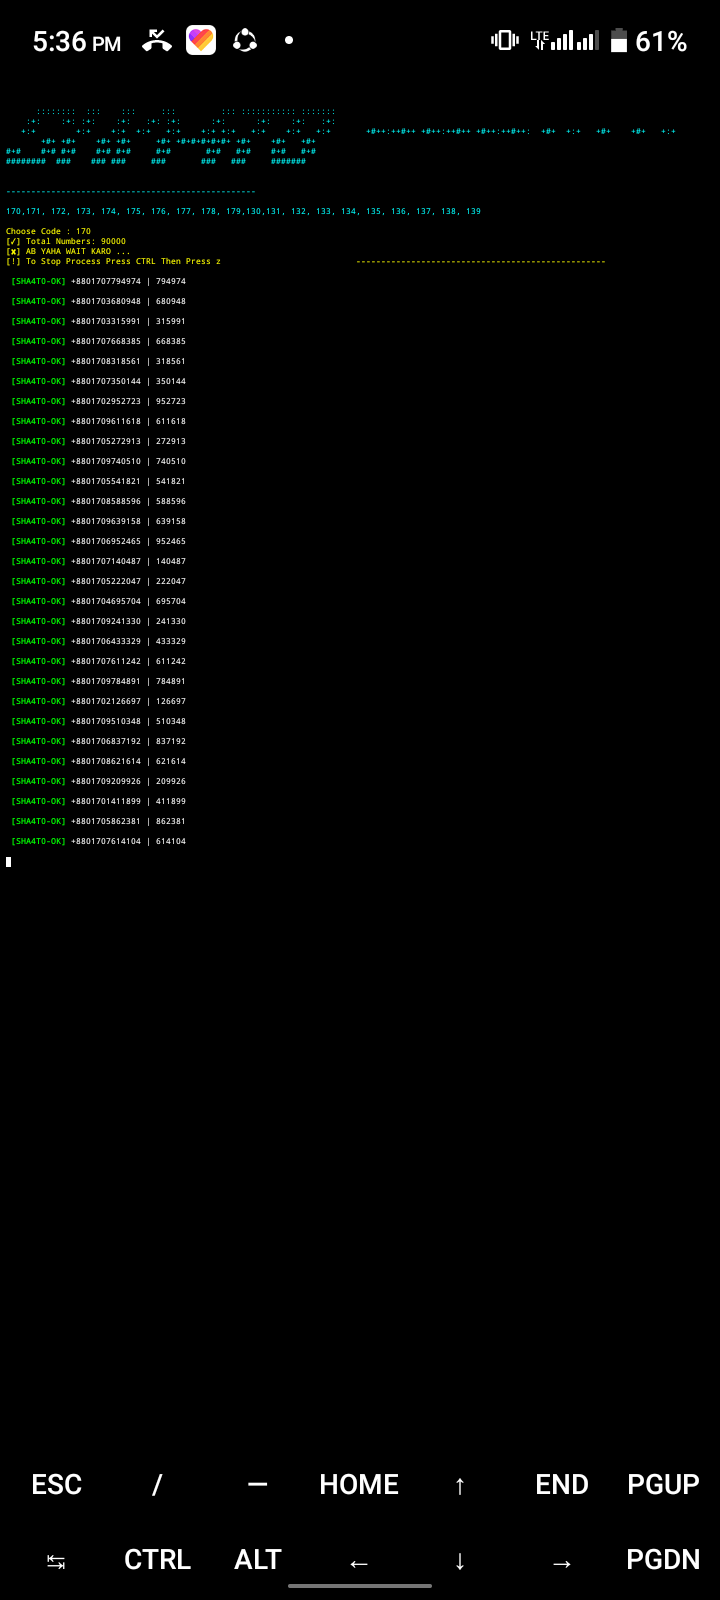 5:36 PM LTE 61%
170,171, 172, 173, 174, 175, 176, 177, 178, 179,130,131, 132, 133, 134, 135, 136, 137, 138, 139
Choose Code : 170
[✓] Total Numbers: 90000
[x] AB YAHA WAIT KARO ...
[!] To Stop Process Press CTRL Then Press z
[SHA4T0-OK] +8801707794974 | 794974
[SHA4T0-OK] +8801703680948 | 680948
[SHA4T0-OK] +8801703315991 | 315991
[SHA4T0-OK] +8801707668385 | 668385
[SHA4T0-OK] +8801708318561 | 318561
[SHA4T0-OK] +8801707350144 | 350144
[SHA4T0-OK] +8801702952723 | 952723
[SHA4T0-OK] +8801709611618 | 611618
[SHA4T0-OK] +8801705272913 | 272913
[SHA4T0-OK] +8801709740510 | 740510
[SHA4T0-OK] +8801705541821 | 541821
[SHA4T0-OK] +8801708588596 | 588596
[SHA4T0-OK] +8801709639158 | 639158
[SHA4T0-OK] +8801706952465 | 952465
[SHA4T0-OK] +8801707140487 | 140487
[SHA4T0-OK] +8801705222047 | 222047
[SHA4T0-OK] +8801704695704 | 695704
[SHA4T0-OK] +8801709241330 | 241330
[SHA4T0-OK] +8801706433329 | 433329
[SHA4T0-OK] +8801707611242 | 611242
[SHA4T0-OK] +8801709784891 | 784891
[SHA4T0-OK] +8801702126697 | 126697
[SHA4T0-OK] +8801709510348 | 510348
[SHA4T0-OK] +8801706837192 | 837192
[SHA4T0-OK] +8801708621614 | 621614
[SHA4T0-OK] +8801709209926 | 209926
[SHA4T0-OK] +8801701411899 | 411899
[SHA4T0-OK] +8801705862381 | 862381
[SHA4T0-OK] +8801707614104 | 614104
ESC / — HOME ↑ END PGUP
↹ CTRL ALT ← ↓ → PGDN